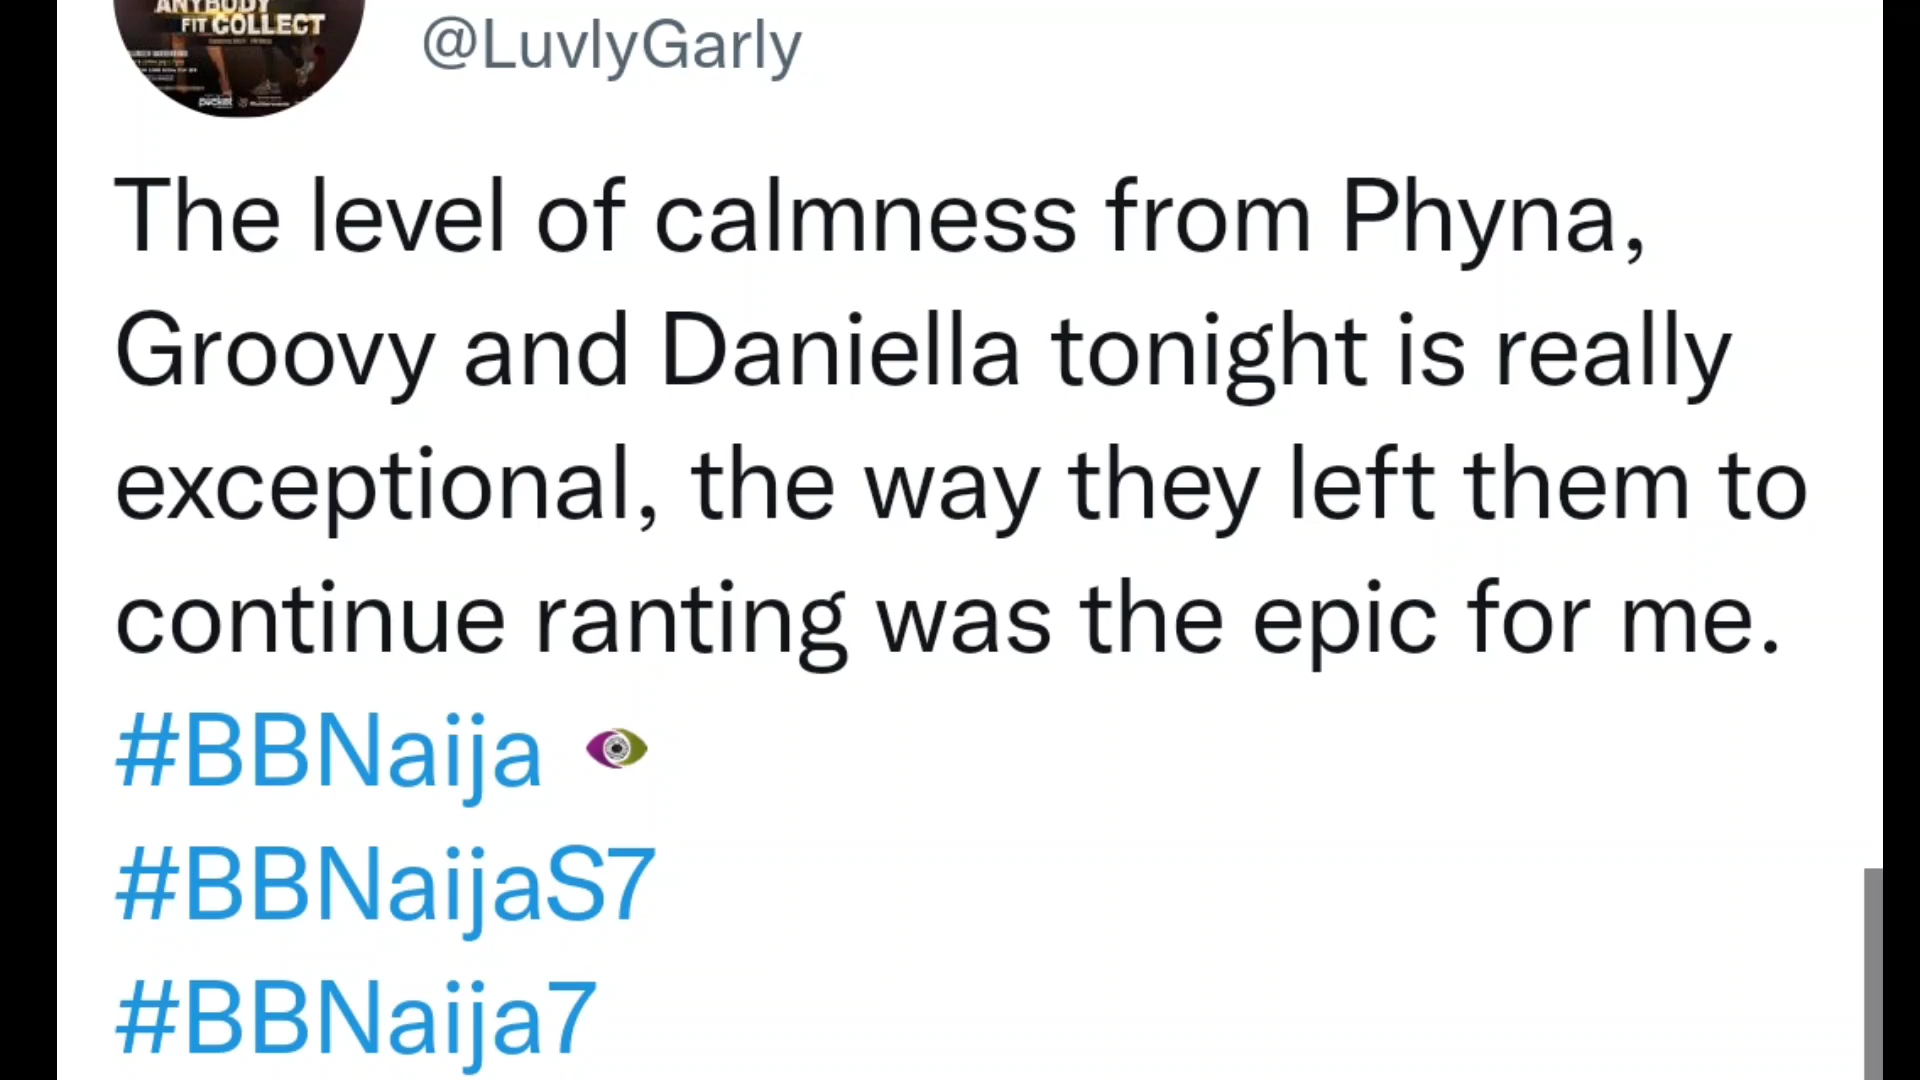 ANYBODY
FIT COLLECT
@LuvlyGarly
The level of calmness from Phyna,
Groovy and Daniella tonight is really
exceptional, the way they left them to
continue ranting was the epic for me.
#BBNaija
#BBNaijaS7
#BBNaija7